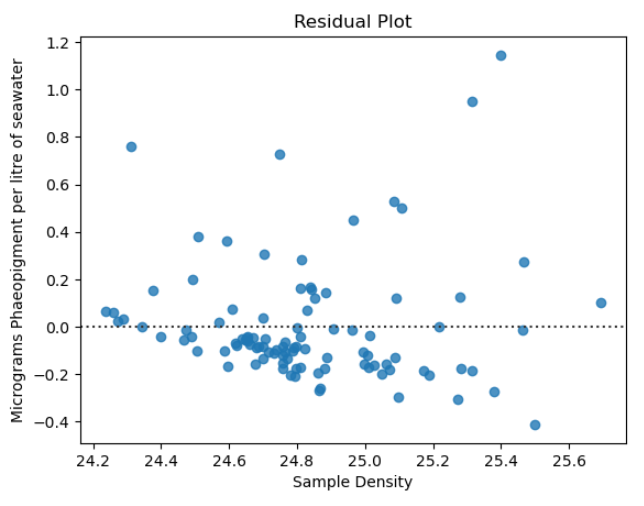 Residual Plot
Micrograms Phaeopigment per litre of seawater
1.2
1.0
0.8
0.6
0.4
0.2
0.0
−0.2
−0.4
24.2 24.4 24.6 24.8 25.0 25.2 25.4 25.6
Sample Density